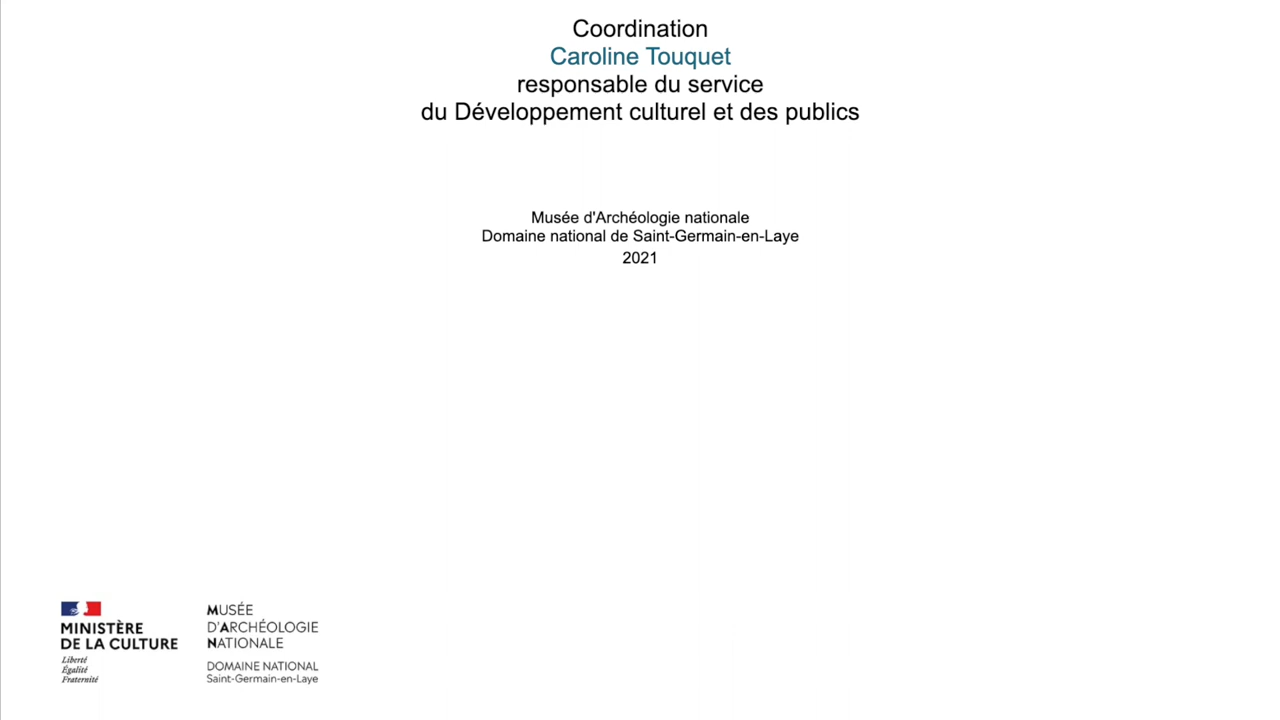 Coordination
Caroline Touquet
responsable du service
du Développement culturel et des publics
Musée d'Archéologie nationale
Domaine national de Saint-Germain-en-Laye
2021
MINISTÈRE
DE LA CULTURE
Liberté
Égalité
Fraternité
MUSÉE
D'ARCHÉOLOGIE
NATIONALE
DOMAINE NATIONAL
Saint-Germain-en-Laye